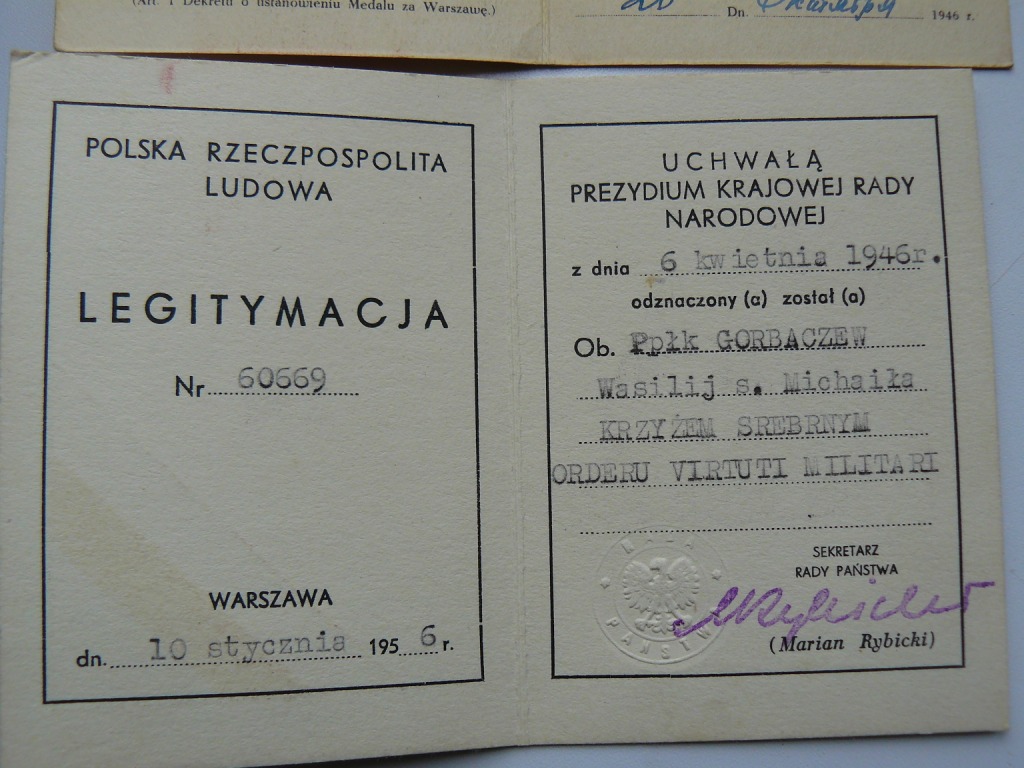 (Art. 1 Dekretu o ustanowieniu Medalu za Warszawę.)
Dn. 1946 r.
POLSKA RZECZPOSPOLITA
LUDOWA
LEGITYMACJA
Nr 60669
WARSZAWA
dn. 10 stycznia 1956 r.
UCHWAŁĄ
PREZYDIUM KRAJOWEJ RADY
NARODOWEJ
z dnia 6 kwietnia 1946r.
odznaczony (a) został (a)
Ob. Ppłk GORBACZEW
Wasilij s. Michaiła
KRZYŻEM SREBRNYM
ORDERU VIRTUTI MILITARI
SEKRETARZ
RADY PAŃSTWA
RADA PAŃSTWA
(Marian Rybicki)